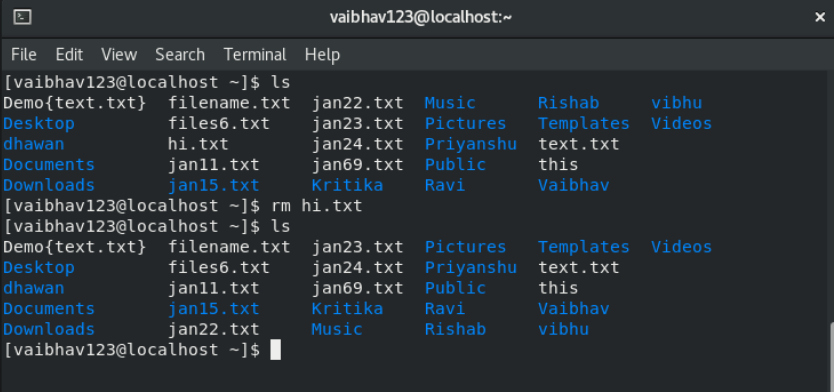 vaibhav123@localhost:~ ×
File Edit View Search Terminal Help
[vaibhav123@localhost ~]$ ls
Demo{text.txt} filename.txt jan22.txt Music Rishab vibhu
Desktop files6.txt jan23.txt Pictures Templates Videos
dhawan hi.txt jan24.txt Priyanshu text.txt
Documents jan11.txt jan69.txt Public this
Downloads jan15.txt Kritika Ravi Vaibhav
[vaibhav123@localhost ~]$ rm hi.txt
[vaibhav123@localhost ~]$ ls
Demo{text.txt} filename.txt jan23.txt Pictures Templates Videos
Desktop files6.txt jan24.txt Priyanshu text.txt
dhawan jan11.txt jan69.txt Public this
Documents jan15.txt Kritika Ravi Vaibhav
Downloads jan22.txt Music Rishab vibhu
[vaibhav123@localhost ~]$